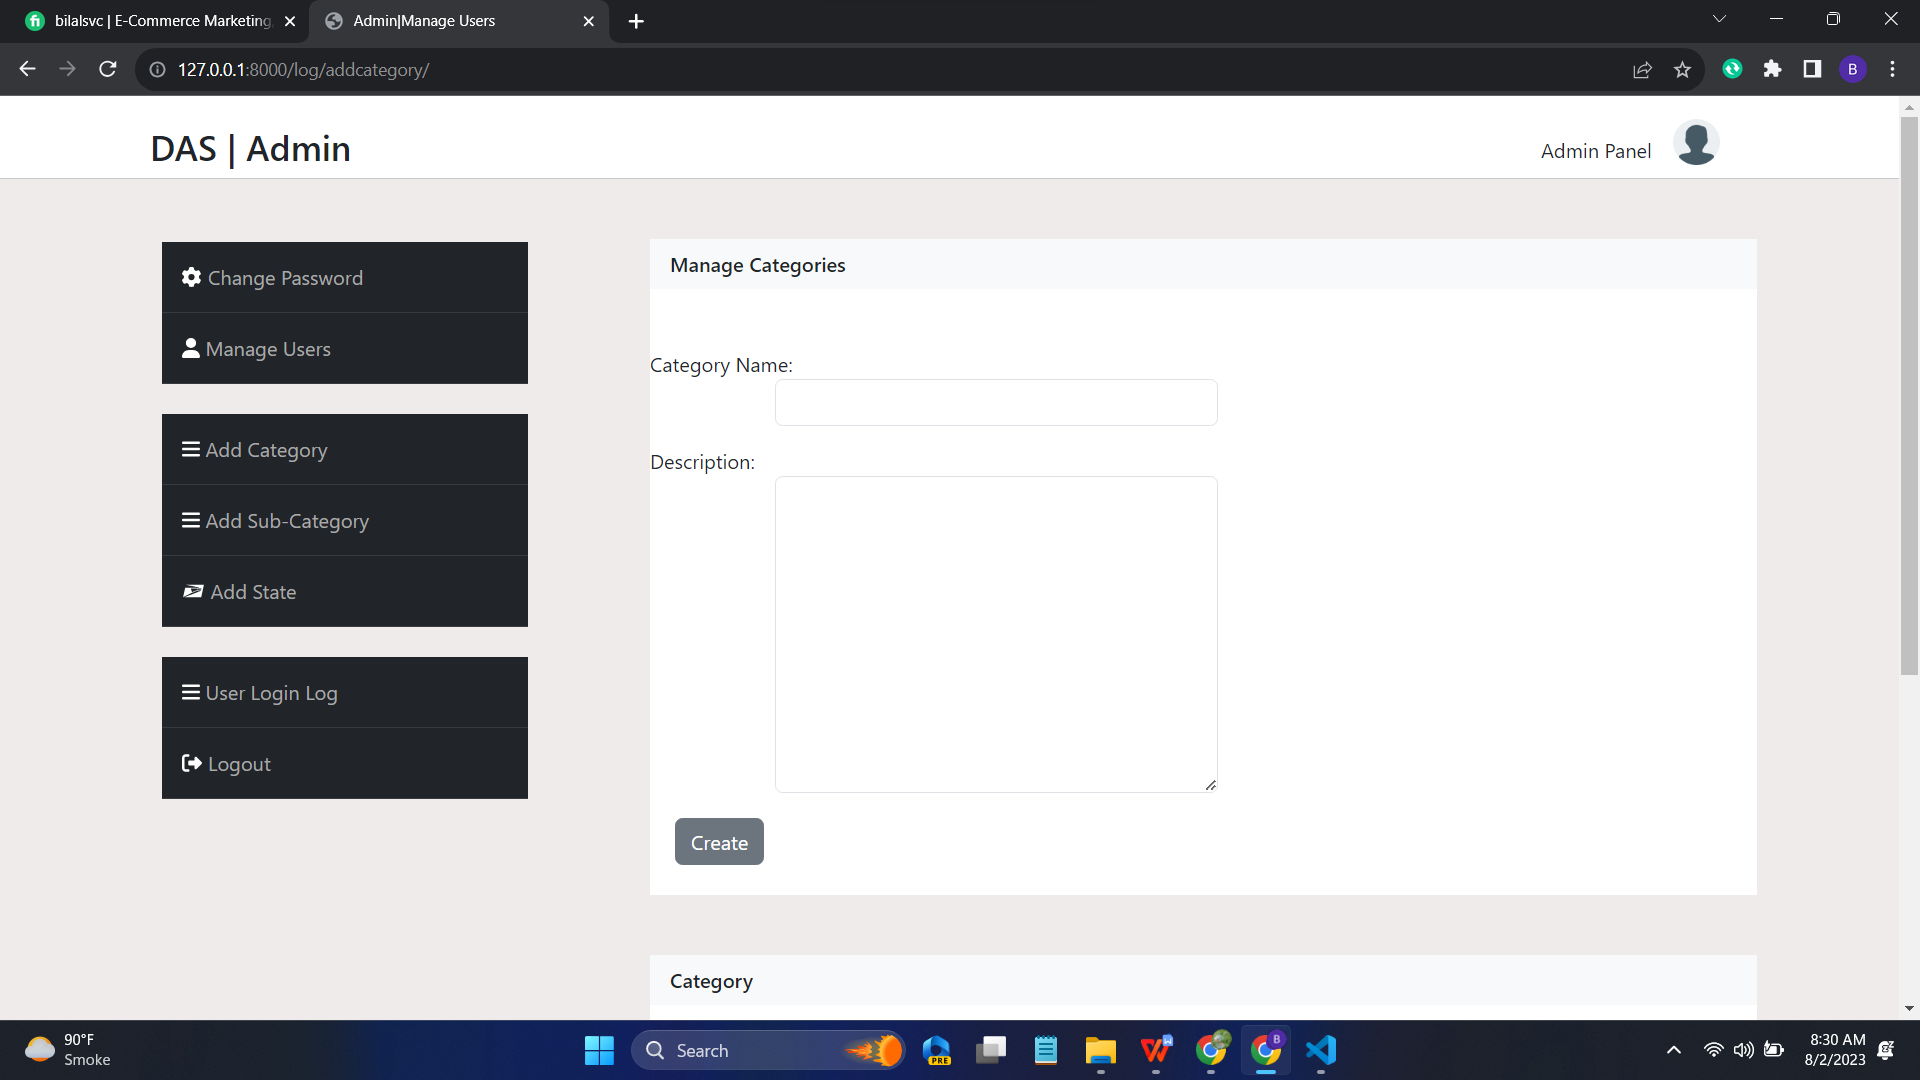 bilalsvc | E-Commerce Marketing
Admin|Manage Users
127.0.0.1:8000/log/addcategory/
B
DAS | Admin
Admin Panel
Change Password
Manage Users
Add Category
Add Sub-Category
Add State
User Login Log
Logout
Manage Categories
Category Name:
Description:
Create
Category
90°F
Smoke
Search
PRE
B
8:30 AM
8/2/2023